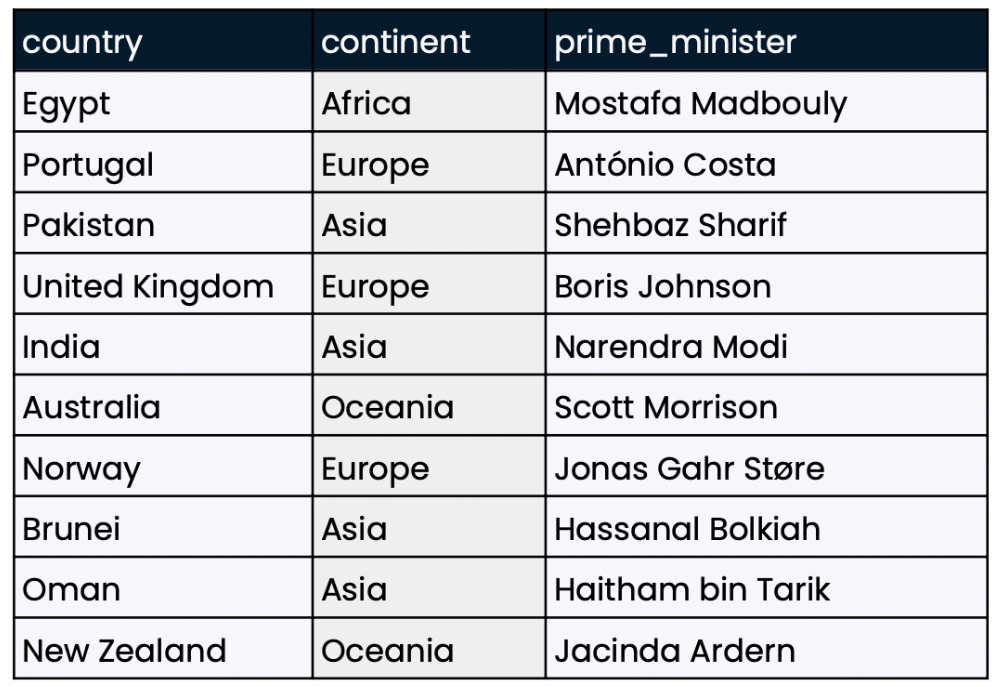 country continent prime_minister
Egypt Africa Mostafa Madbouly
Portugal Europe António Costa
Pakistan Asia Shehbaz Sharif
United Kingdom Europe Boris Johnson
India Asia Narendra Modi
Australia Oceania Scott Morrison
Norway Europe Jonas Gahr Støre
Brunei Asia Hassanal Bolkiah
Oman Asia Haitham bin Tarik
New Zealand Oceania Jacinda Ardern